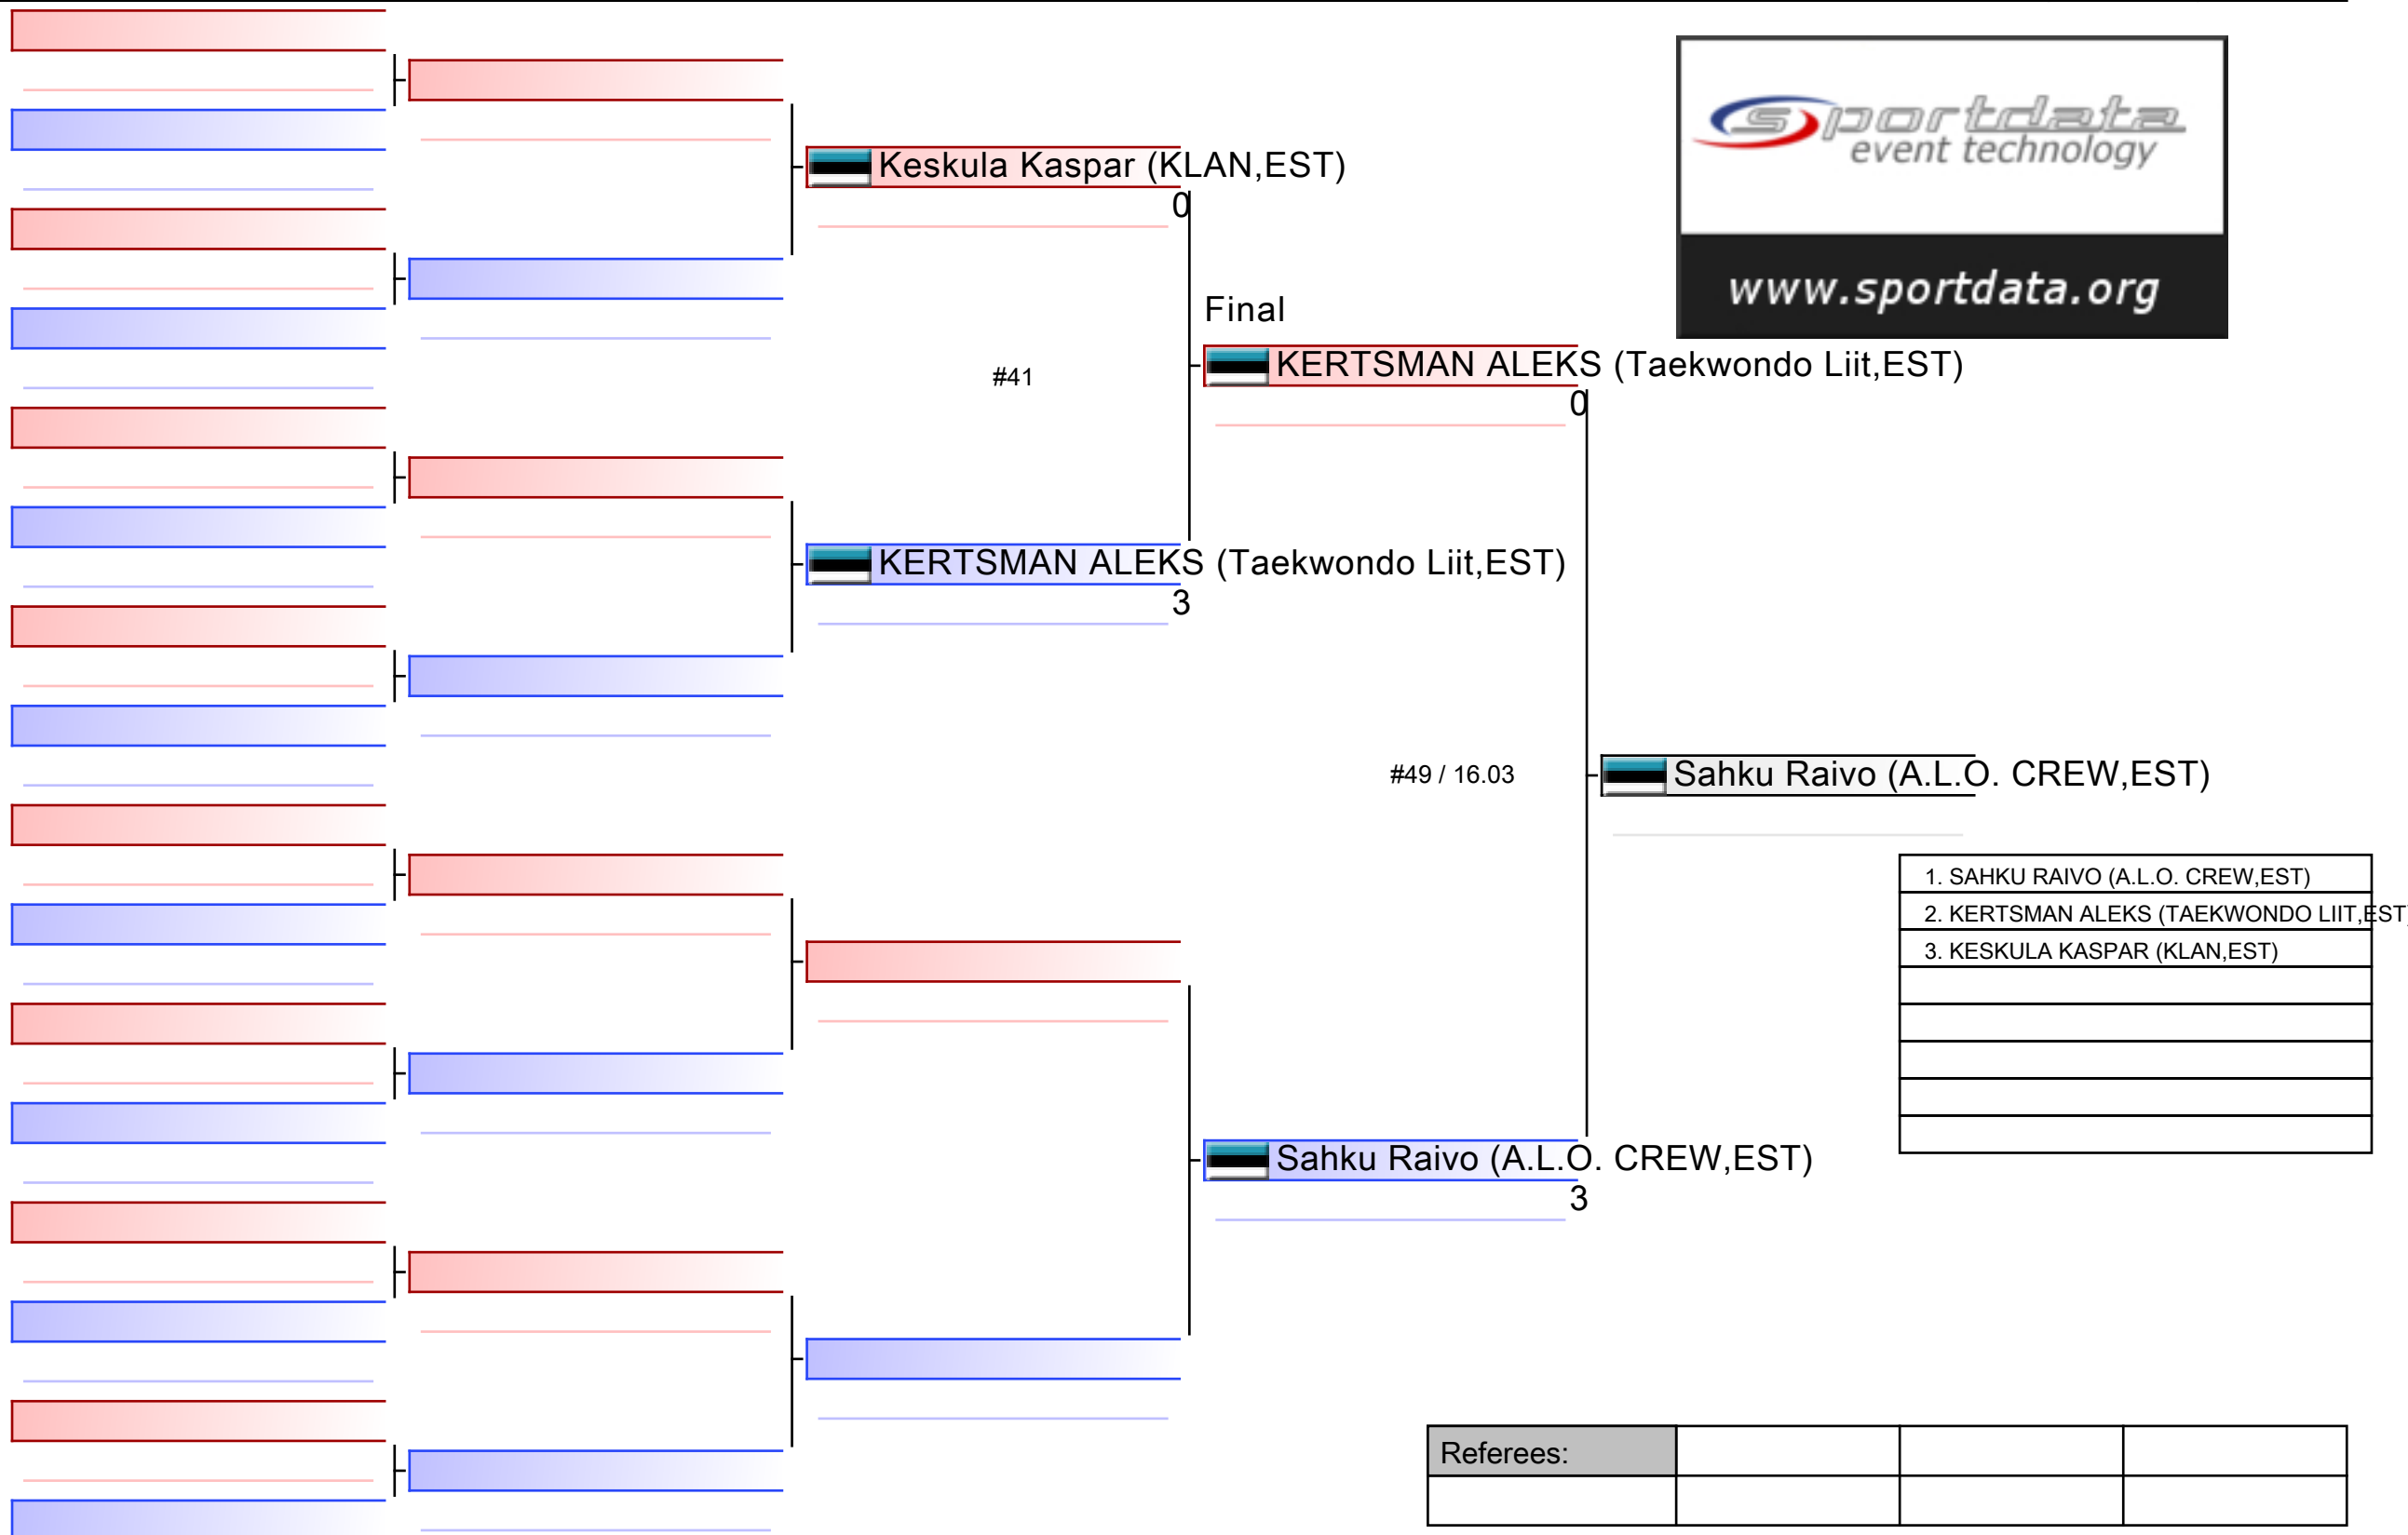 sportdata
event technology
www.sportdata.org
Keskula Kaspar (KLAN,EST)
0
Final
#41
KERTSMAN ALEKS (Taekwondo Liit,EST)
0
KERTSMAN ALEKS (Taekwondo Liit,EST)
3
#49 / 16.03
Sahku Raivo (A.L.O. CREW,EST)
1. SAHKU RAIVO (A.L.O. CREW,EST)
2. KERTSMAN ALEKS (TAEKWONDO LIIT,EST)
3. KESKULA KASPAR (KLAN,EST)
Sahku Raivo (A.L.O. CREW,EST)
3
Referees: